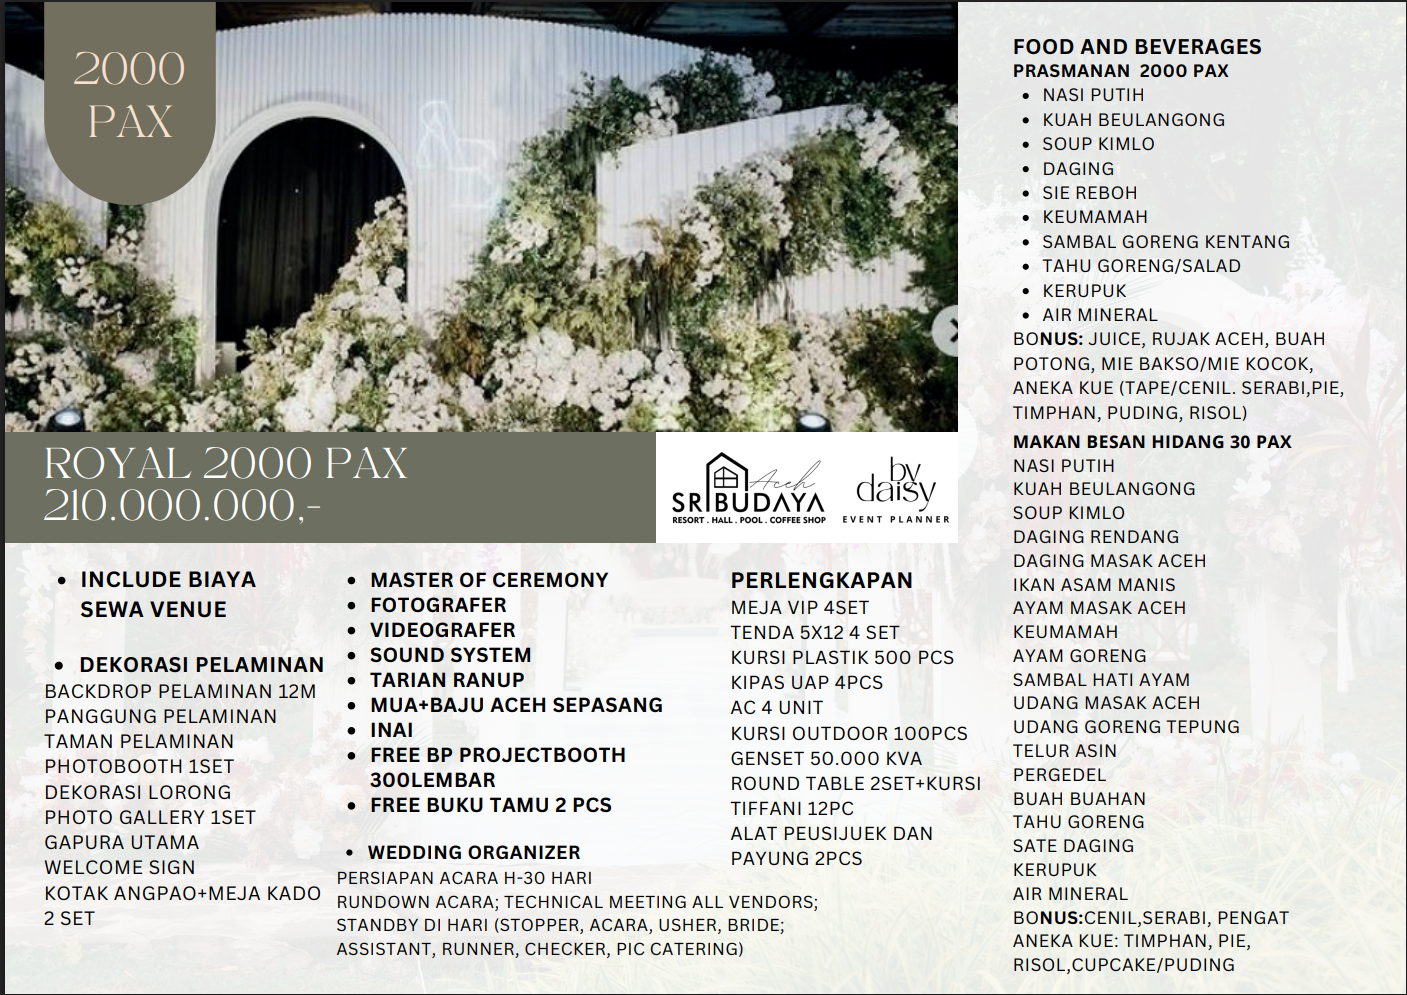 2000
PAX
ROYAL 2000 PAX
210.000.000,-
Aceh
SRIBUDAYA
RESORT . HALL . POOL . COFFEE SHOP
by
daisy
EVENT PLANNER
• INCLUDE BIAYA
SEWA VENUE
• DEKORASI PELAMINAN
BACKDROP PELAMINAN 12M
PANGGUNG PELAMINAN
TAMAN PELAMINAN
PHOTOBOOTH 1SET
DEKORASI LORONG
PHOTO GALLERY 1SET
GAPURA UTAMA
WELCOME SIGN
KOTAK ANGPAO+MEJA KADO
2 SET
• MASTER OF CEREMONY
• FOTOGRAFER
• VIDEOGRAFER
• SOUND SYSTEM
• TARIAN RANUP
• MUA+BAJU ACEH SEPASANG
• INAI
• FREE BP PROJECTBOOTH
300LEMBAR
• FREE BUKU TAMU 2 PCS
• WEDDING ORGANIZER
PERSIAPAN ACARA H-30 HARI
RUNDOWN ACARA; TECHNICAL MEETING ALL VENDORS;
STANDBY DI HARI (STOPPER, ACARA, USHER, BRIDE;
ASSISTANT, RUNNER, CHECKER, PIC CATERING)
PERLENGKAPAN
MEJA VIP 4SET
TENDA 5X12 4 SET
KURSI PLASTIK 500 PCS
KIPAS UAP 4PCS
AC 4 UNIT
KURSI OUTDOOR 100PCS
GENSET 50.000 KVA
ROUND TABLE 2SET+KURSI
TIFFANI 12PC
ALAT PEUSIJUEK DAN
PAYUNG 2PCS
FOOD AND BEVERAGES
PRASMANAN 2000 PAX
• NASI PUTIH
• KUAH BEULANGONG
• SOUP KIMLO
• DAGING
• SIE REBOH
• KEUMAMAH
• SAMBAL GORENG KENTANG
• TAHU GORENG/SALAD
• KERUPUK
• AIR MINERAL
BONUS: JUICE, RUJAK ACEH, BUAH
POTONG, MIE BAKSO/MIE KOCOK,
ANEKA KUE (TAPE/CENIL. SERABI,PIE,
TIMPHAN, PUDING, RISOL)
MAKAN BESAN HIDANG 30 PAX
NASI PUTIH
KUAH BEULANGONG
SOUP KIMLO
DAGING RENDANG
DAGING MASAK ACEH
IKAN ASAM MANIS
AYAM MASAK ACEH
KEUMAMAH
AYAM GORENG
SAMBAL HATI AYAM
UDANG MASAK ACEH
UDANG GORENG TEPUNG
TELUR ASIN
PERGEDEL
BUAH BUAHAN
TAHU GORENG
SATE DAGING
KERUPUK
AIR MINERAL
BONUS:CENIL,SERABI, PENGAT
ANEKA KUE: TIMPHAN, PIE,
RISOL,CUPCAKE/PUDING